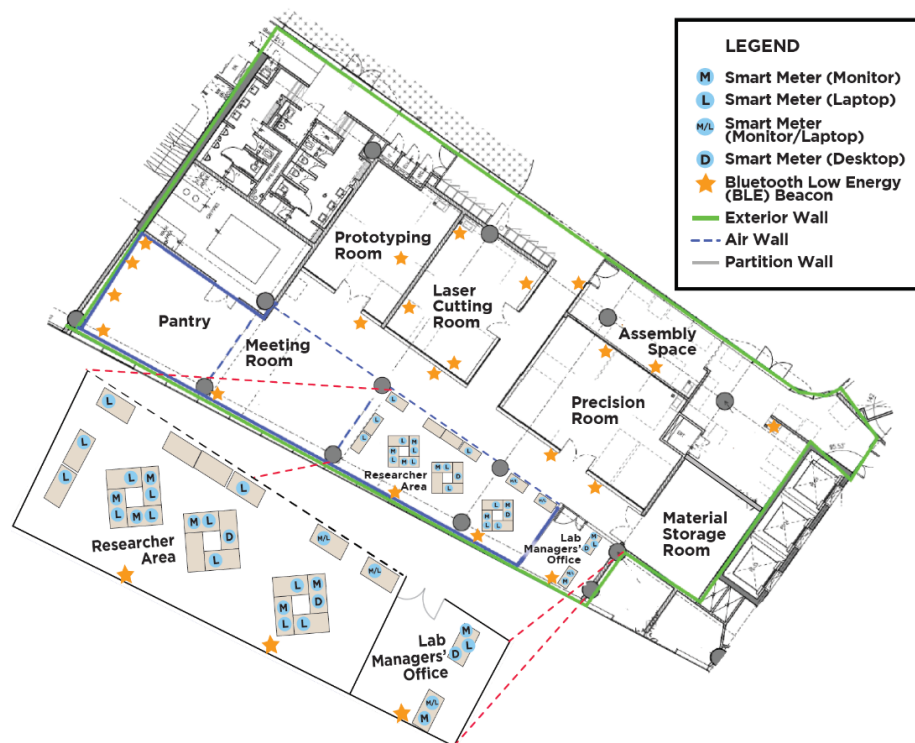 LEGEND
M Smart Meter (Monitor)
L Smart Meter (Laptop)
M/L Smart Meter
(Monitor/Laptop)
D Smart Meter (Desktop)
Bluetooth Low Energy
(BLE) Beacon
Exterior Wall
Air Wall
Partition Wall
Prototyping
Room
Laser
Cutting
Room
Pantry
Meeting
Room
Assembly
Space
Precision
Room
Researcher
Area
Material
Storage
Room
Lab
Managers'
Office
L
L
L
L
L M
M L
L M L
Researcher
Area
M L
D
L
M/L
M/L
L M
M D
L L
Lab
Managers'
Office
M
L
D
M/L
M